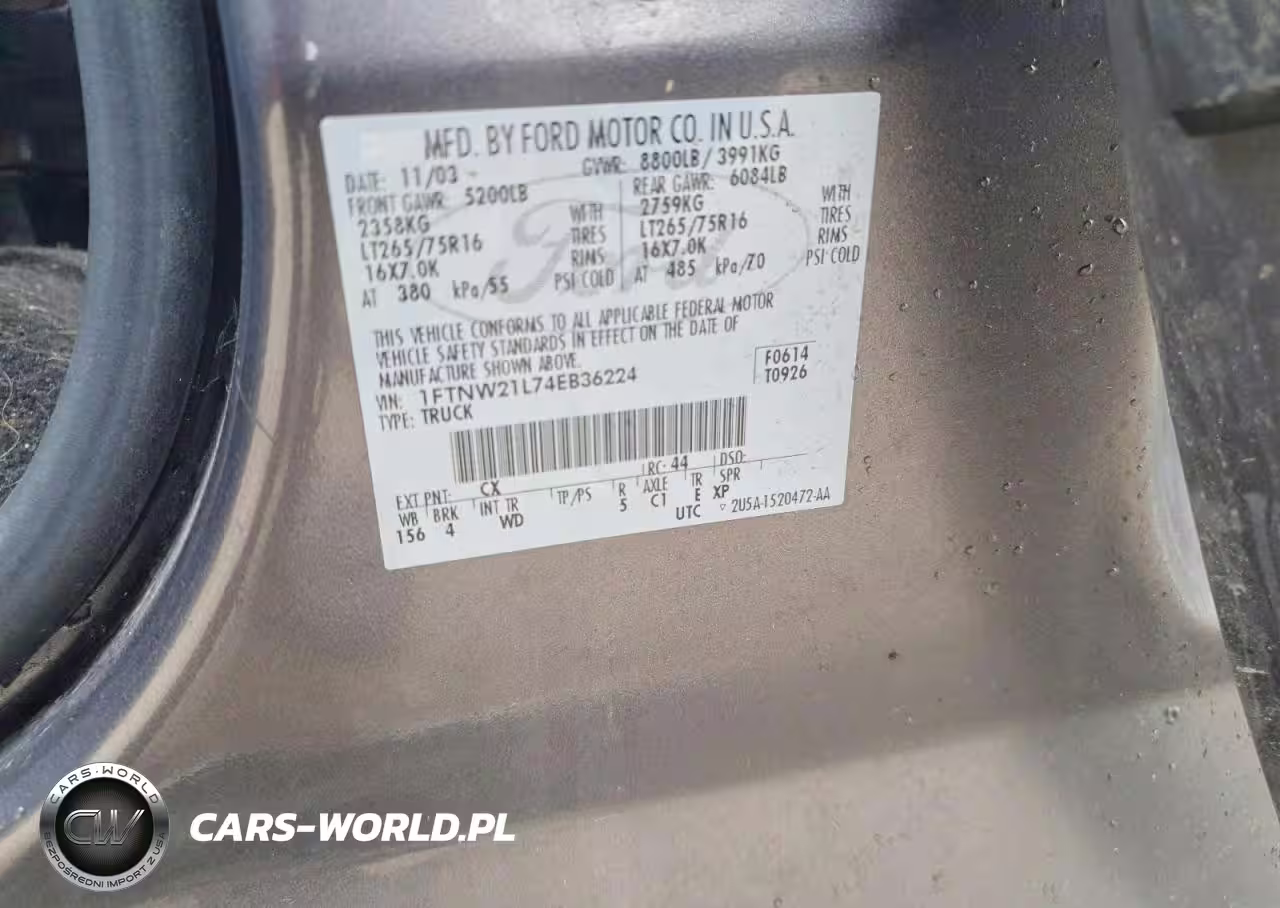 MFD. BY FORD MOTOR CO. IN U.S.A.
DATE: 11/03 GVWR: 8800LB / 3991KG
FRONT GAWR: 5200LB REAR GAWR: 6084LB
2358KG WITH 2759KG WITH
LT265/75R16 TIRES LT265/75R16 TIRES
16X7.0K RIMS 16X7.0K RIMS
AT 380 kPa/55 PSI COLD AT 485 kPa/70 PSI COLD
THIS VEHICLE CONFORMS TO ALL APPLICABLE FEDERAL MOTOR
VEHICLE SAFETY STANDARDS IN EFFECT ON THE DATE OF
MANUFACTURE SHOWN ABOVE.
VIN: 1FTNW21L74EB36224
TYPE: TRUCK
F0614
T0926
EXT PNT: CX RC: 44 DSO:
WB BRK INT TR TP/PS R AXLE TR SPR
156 4 WD 5 C1 E XP
UTC ▽ 2U5A-1520472-AA
Ford
CARS-WORLD
CW
BEZPOŚREDNI IMPORT Z USA
CARS-WORLD.PL